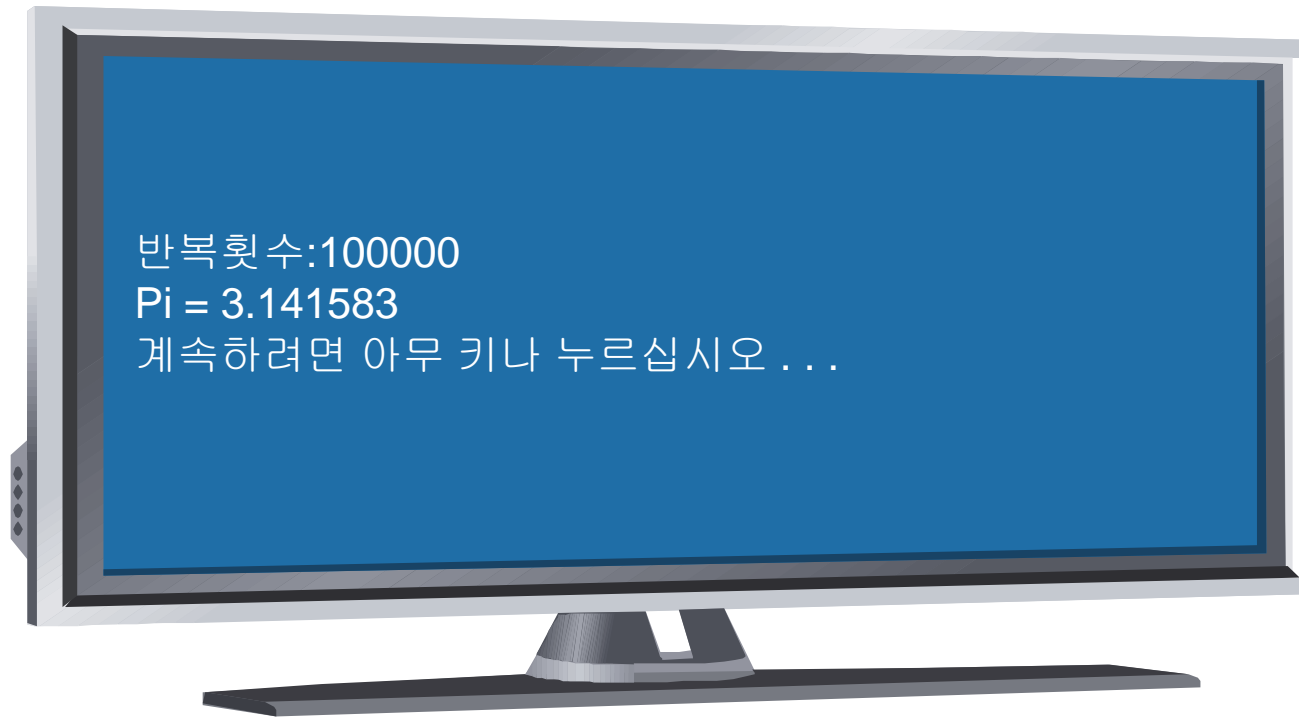 반복횟수:100000
Pi = 3.141583
계속하려면 아무 키나 누르십시오 . . .